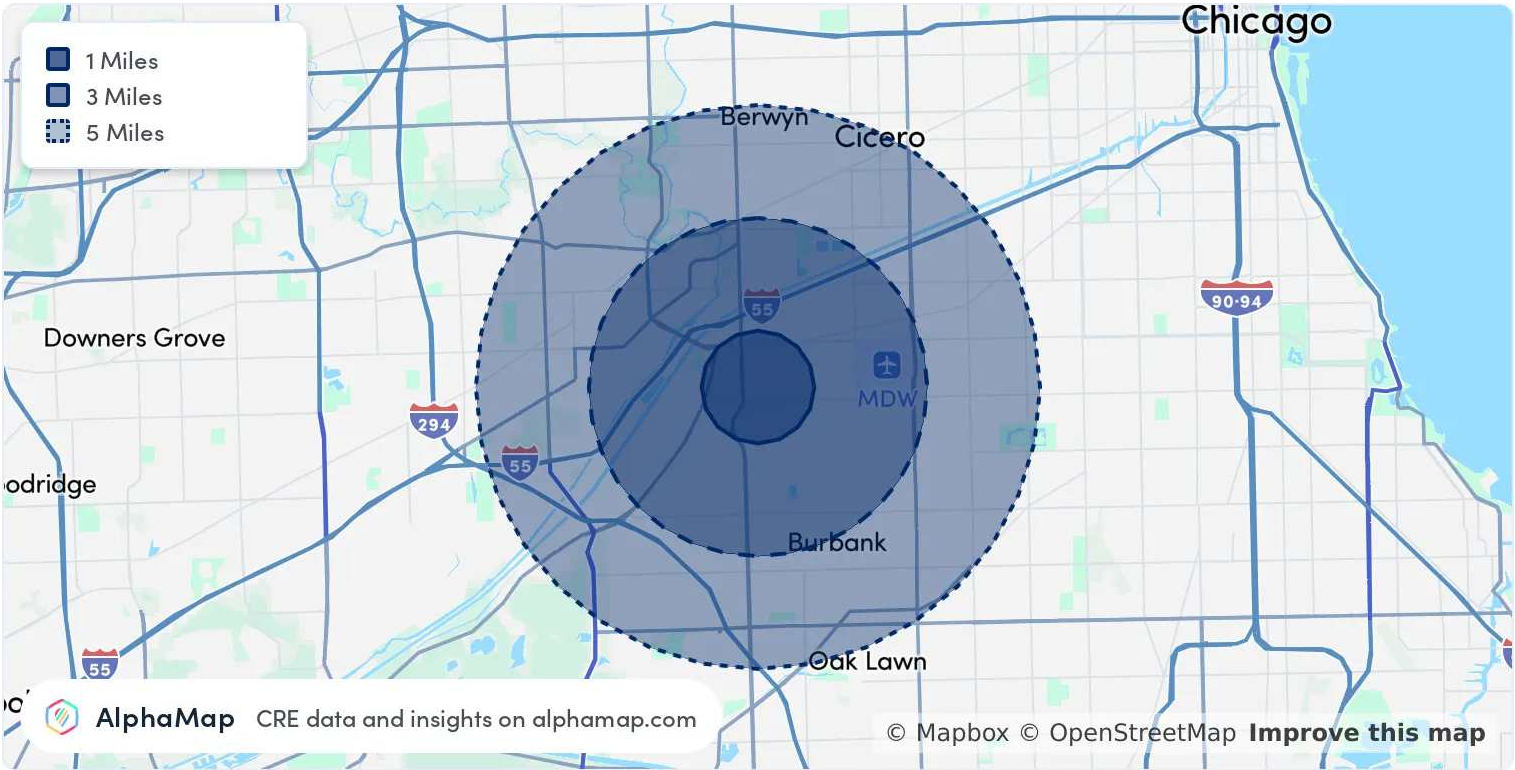 Chicago
1 Miles
3 Miles
5 Miles
Berwyn
Cicero
55
90-94
Downers Grove
MDW
294
55
odridge
Burbank
55
Oak Lawn
AlphaMap CRE data and insights on alphamap.com
© Mapbox © OpenStreetMap Improve this map